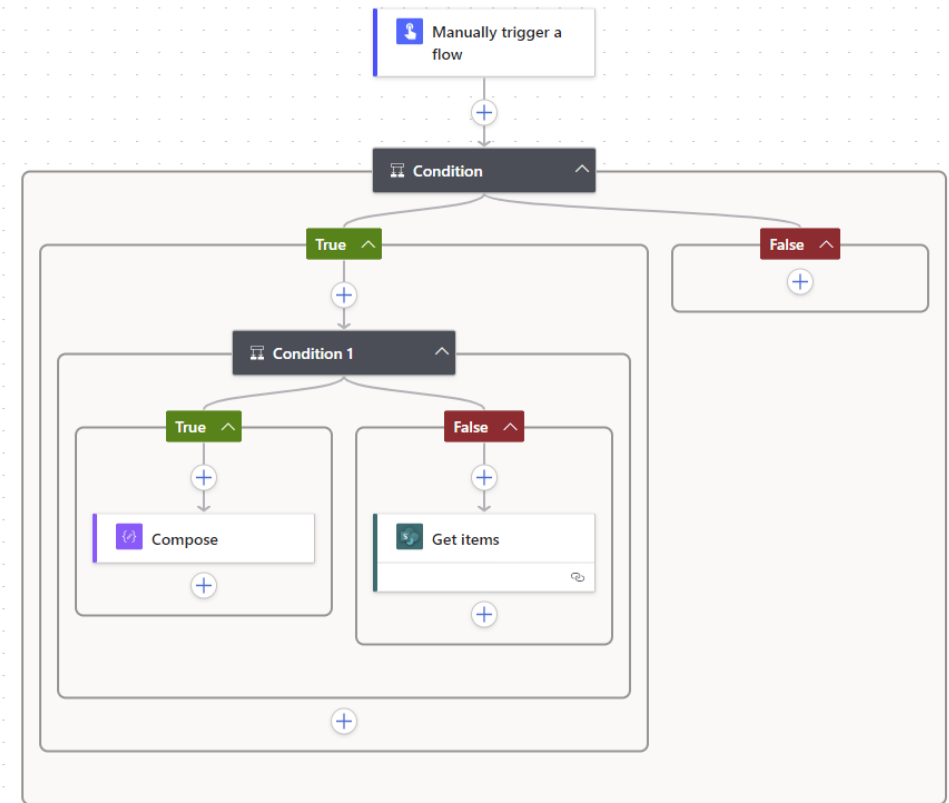 Manually trigger a
flow
Condition
True
False
Condition 1
True
False
Compose
Get items